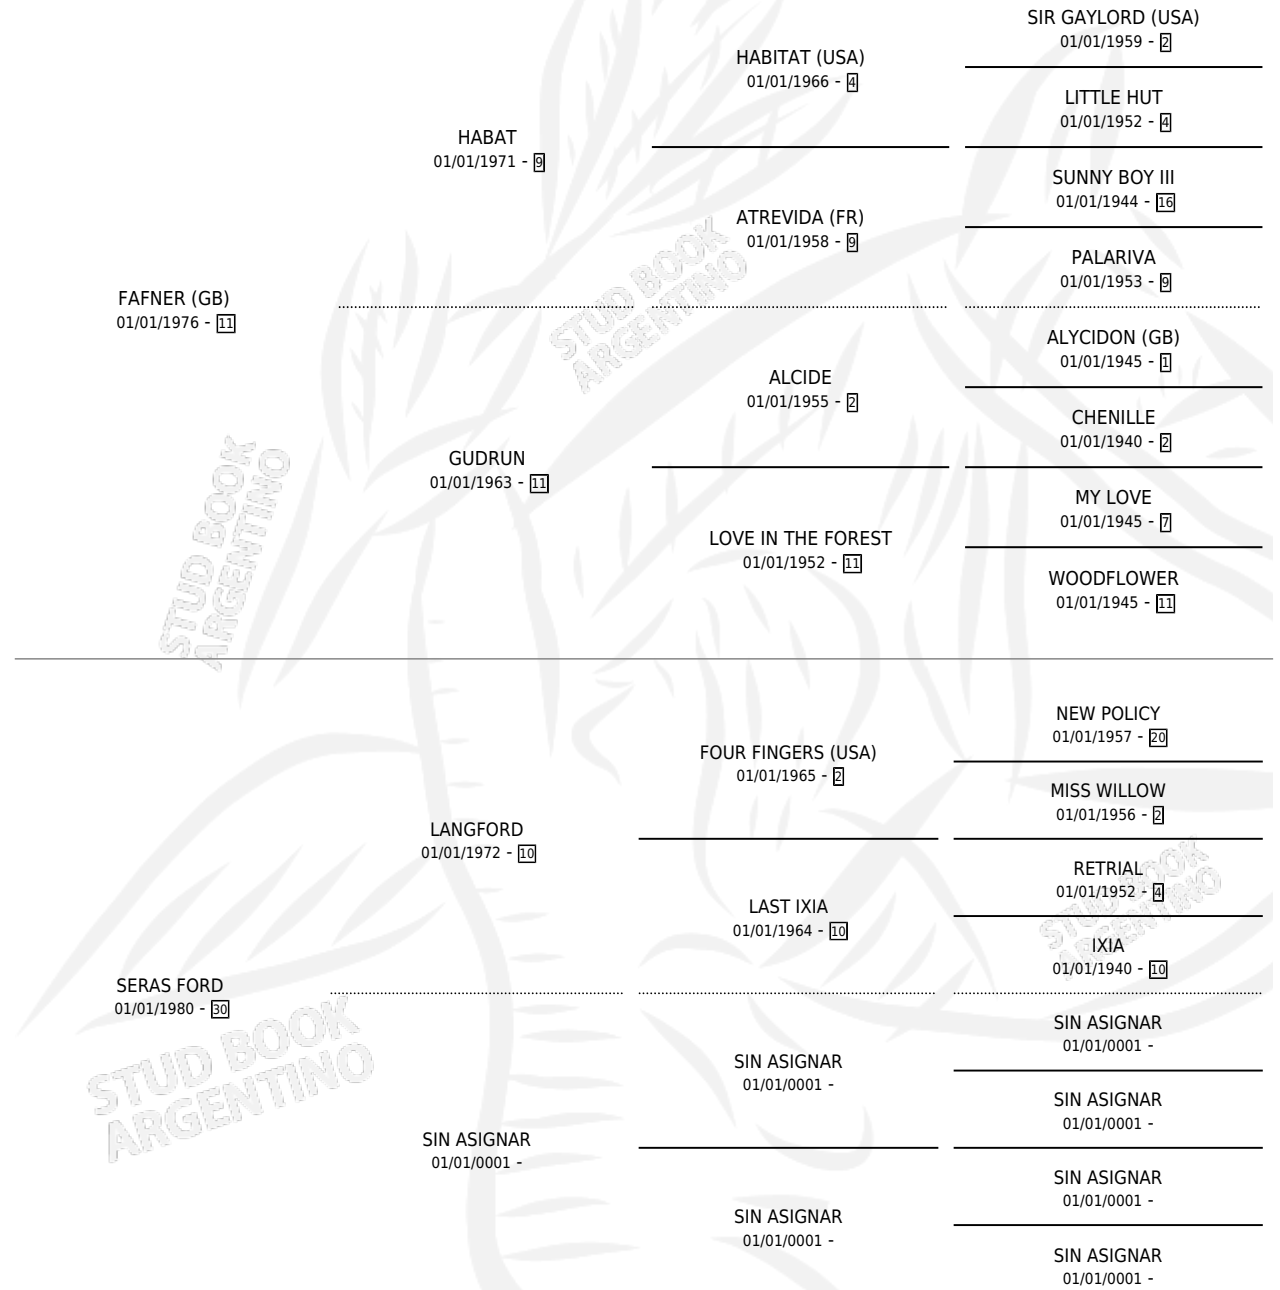 SIR GAYLORD (USA)
01/01/1959 - 2
HABITAT (USA)
01/01/1966 - 4
LITTLE HUT
01/01/1952 - 4
HABAT
01/01/1971 - 9
SUNNY BOY III
01/01/1944 - 16
ATREVIDA (FR)
01/01/1958 - 9
PALARIVA
01/01/1953 - 9
FAFNER (GB)
01/01/1976 - 11
ALYCIDON (GB)
01/01/1945 - 1
ALCIDE
01/01/1955 - 2
CHENILLE
01/01/1940 - 2
GUDRUN
01/01/1963 - 11
MY LOVE
01/01/1945 - 7
LOVE IN THE FOREST
01/01/1952 - 11
WOODFLOWER
01/01/1945 - 11
NEW POLICY
01/01/1957 - 20
FOUR FINGERS (USA)
01/01/1965 - 2
MISS WILLOW
01/01/1956 - 2
LANGFORD
01/01/1972 - 10
RETRIAL
01/01/1952 - 4
LAST IXIA
01/01/1964 - 10
IXIA
01/01/1940 - 10
SERAS FORD
01/01/1980 - 30
SIN ASIGNAR
01/01/0001 -
SIN ASIGNAR
01/01/0001 -
SIN ASIGNAR
01/01/0001 -
SIN ASIGNAR
01/01/0001 -
SIN ASIGNAR
01/01/0001 -
SIN ASIGNAR
01/01/0001 -
SIN ASIGNAR
01/01/0001 -
STUD BOOK
ARGENTINO
STUD BOOK
ARGENTINO
STUD BOOK
ARGENTINO
STUD BOOK
ARGENTINO